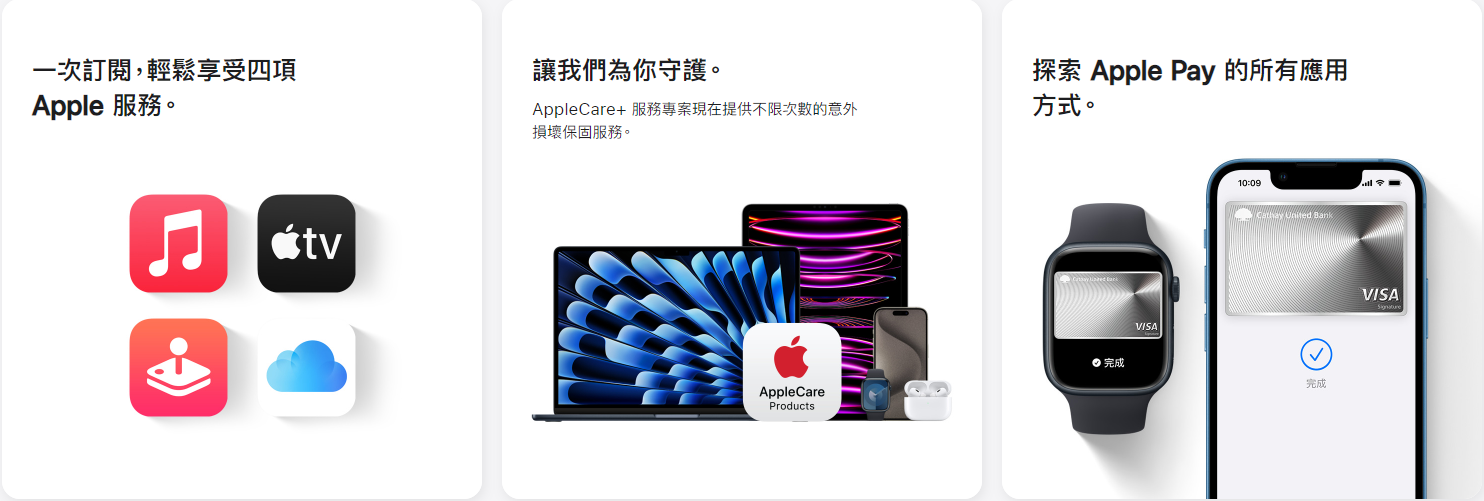 一次訂閱，輕鬆享受四項
Apple 服務。
tv
讓我們為你守護。
AppleCare+ 服務專案現在提供不限次數的意外
損壞保固服務。
AppleCare
Products
探索 Apple Pay 的所有應用
方式。
Cathay United Bank
VISA
Signature
完成
10:09
Cathay United Bank
VISA
Signature
完成